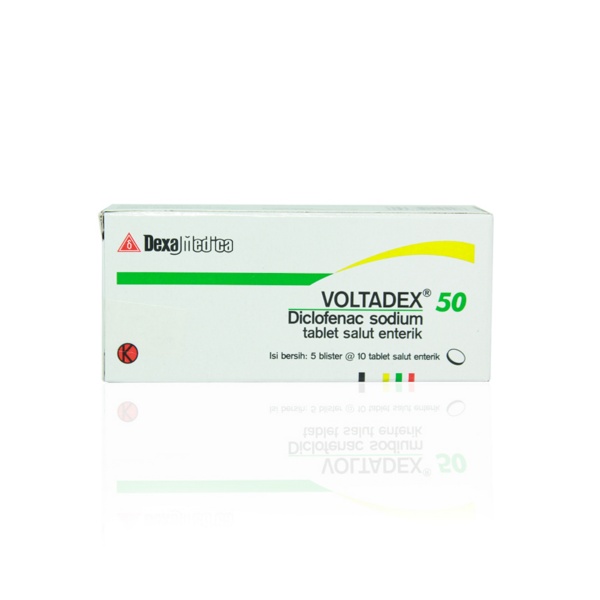 DexaMedica
VOLTADEX® 50
Diclofenac sodium
tablet salut enterik
Isi bersih: 5 blister @ 10 tablet salut enterik
K